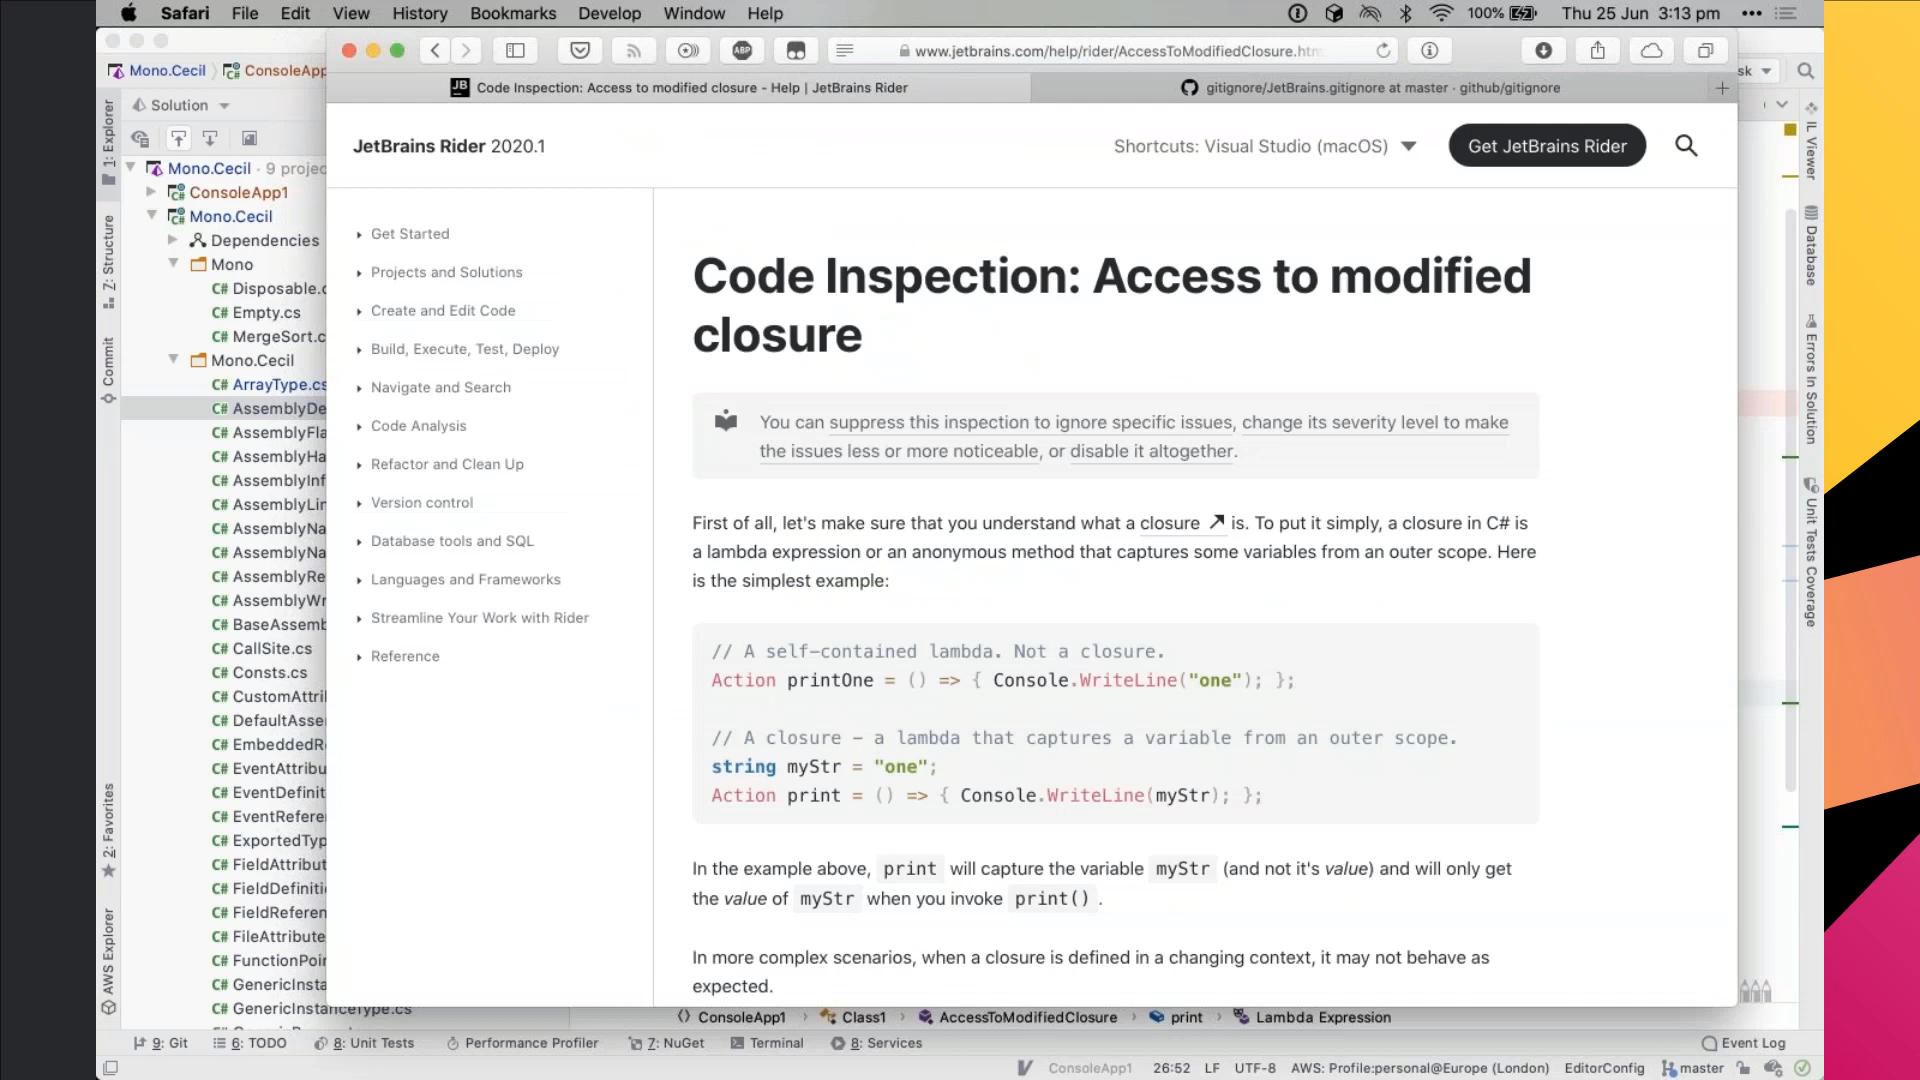 Safari File Edit View History Bookmarks Develop Window Help 100% Thu 25 Jun 3:13 pm
www.jetbrains.com/help/rider/AccessToModifiedClosure.htm
Mono.Cecil ConsoleApp
Code Inspection: Access to modified closure - Help | JetBrains Rider
gitignore/JetBrains.gitignore at master · github/gitignore
Solution
JetBrains Rider 2020.1
Shortcuts: Visual Studio (macOS)
Get JetBrains Rider
1: Explorer
Z: Structure
Commit
2: Favorites
AWS Explorer
Mono.Cecil · 9 projec
ConsoleApp1
Mono.Cecil
Dependencies
Mono
C# Disposable.c
C# Empty.cs
C# MergeSort.c
Mono.Cecil
C# ArrayType.cs
C# AssemblyDe
C# AssemblyFla
C# AssemblyHa
C# AssemblyInf
C# AssemblyLin
C# AssemblyNa
C# AssemblyNa
C# AssemblyRe
C# AssemblyWr
C# BaseAssemb
C# CallSite.cs
C# Consts.cs
C# CustomAttri
C# DefaultAsse
C# EmbeddedR
C# EventAttribu
C# EventDefinit
C# EventRefere
C# ExportedTyp
C# FieldAttribut
C# FieldDefinitio
C# FieldReferen
C# FileAttribute
C# FunctionPoin
C# GenericInsta
C# GenericInstanceType.cs
Get Started
Projects and Solutions
Create and Edit Code
Build, Execute, Test, Deploy
Navigate and Search
Code Analysis
Refactor and Clean Up
Version control
Database tools and SQL
Languages and Frameworks
Streamline Your Work with Rider
Reference
Code Inspection: Access to modified
closure
You can suppress this inspection to ignore specific issues, change its severity level to make
the issues less or more noticeable, or disable it altogether.
First of all, let's make sure that you understand what a closure is. To put it simply, a closure in C# is
a lambda expression or an anonymous method that captures some variables from an outer scope. Here
is the simplest example:
// A self-contained lambda. Not a closure.
Action printOne = () => { Console.WriteLine("one"); };
// A closure – a lambda that captures a variable from an outer scope.
string myStr = "one";
Action print = () => { Console.WriteLine(myStr); };
In the example above, print will capture the variable myStr (and not it's value) and will only get
the value of myStr when you invoke print() .
In more complex scenarios, when a closure is defined in a changing context, it may not behave as
expected.
sk
IL Viewer
Database
Errors In Solution
Unit Tests Coverage
ConsoleApp1 Class1 AccessToModifiedClosure print Lambda Expression
9: Git 6: TODO 8: Unit Tests Performance Profiler 7: NuGet Terminal 8: Services Event Log
ConsoleApp1 26:52 LF UTF-8 AWS: Profile:personal@Europe (London) EditorConfig master